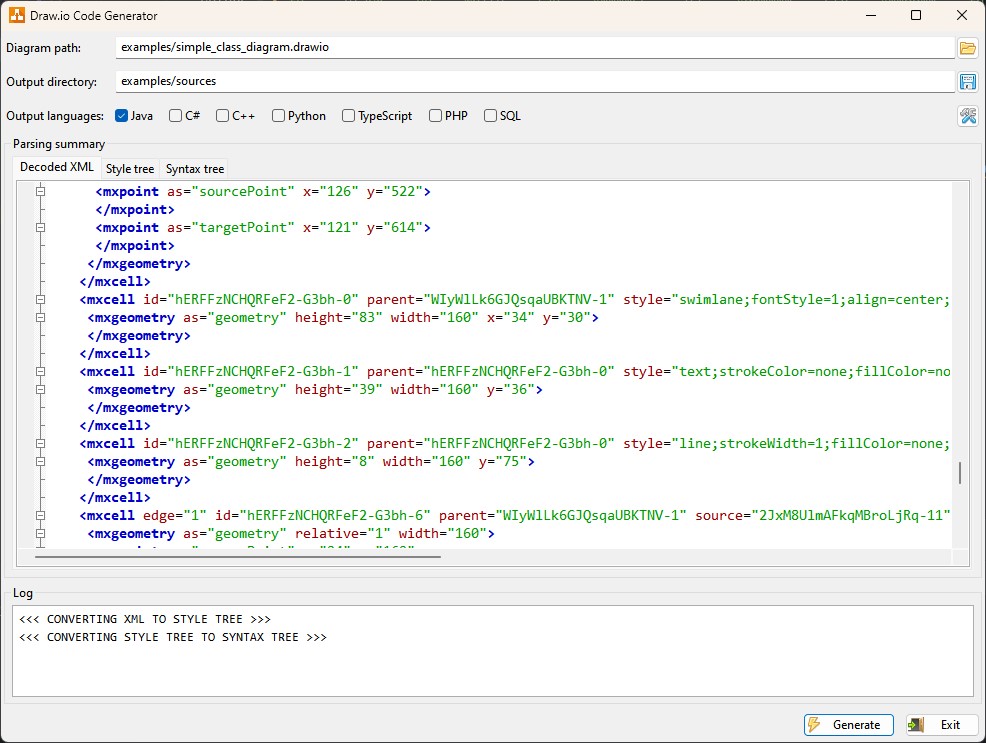 Draw.io Code Generator
Diagram path: examples/simple_class_diagram.drawio
Output directory: examples/sources
Output languages: Java C# C++ Python TypeScript PHP SQL
Parsing summary
Decoded XML Style tree Syntax tree
<mxpoint as="sourcePoint" x="126" y="522">
</mxpoint>
<mxpoint as="targetPoint" x="121" y="614">
</mxpoint>
</mxgeometry>
</mxcell>
<mxcell id="hERFFzNCHQRFeF2-G3bh-0" parent="WIyWlLk6GJQsqaUBKTNV-1" style="swimlane;fontStyle=1;align=center;
<mxgeometry as="geometry" height="83" width="160" x="34" y="30">
</mxgeometry>
</mxcell>
<mxcell id="hERFFzNCHQRFeF2-G3bh-1" parent="hERFFzNCHQRFeF2-G3bh-0" style="text;strokeColor=none;fillColor=no
<mxgeometry as="geometry" height="39" width="160" y="36">
</mxgeometry>
</mxcell>
<mxcell id="hERFFzNCHQRFeF2-G3bh-2" parent="hERFFzNCHQRFeF2-G3bh-0" style="line;strokeWidth=1;fillColor=none;
<mxgeometry as="geometry" height="8" width="160" y="75">
</mxgeometry>
</mxcell>
<mxcell edge="1" id="hERFFzNCHQRFeF2-G3bh-6" parent="WIyWlLk6GJQsqaUBKTNV-1" source="2JxM8UlmAFkqMBroLjRq-11"
<mxgeometry as="geometry" relative="1" width="160">
Log
<<< CONVERTING XML TO STYLE TREE >>>
<<< CONVERTING STYLE TREE TO SYNTAX TREE >>>
Generate Exit